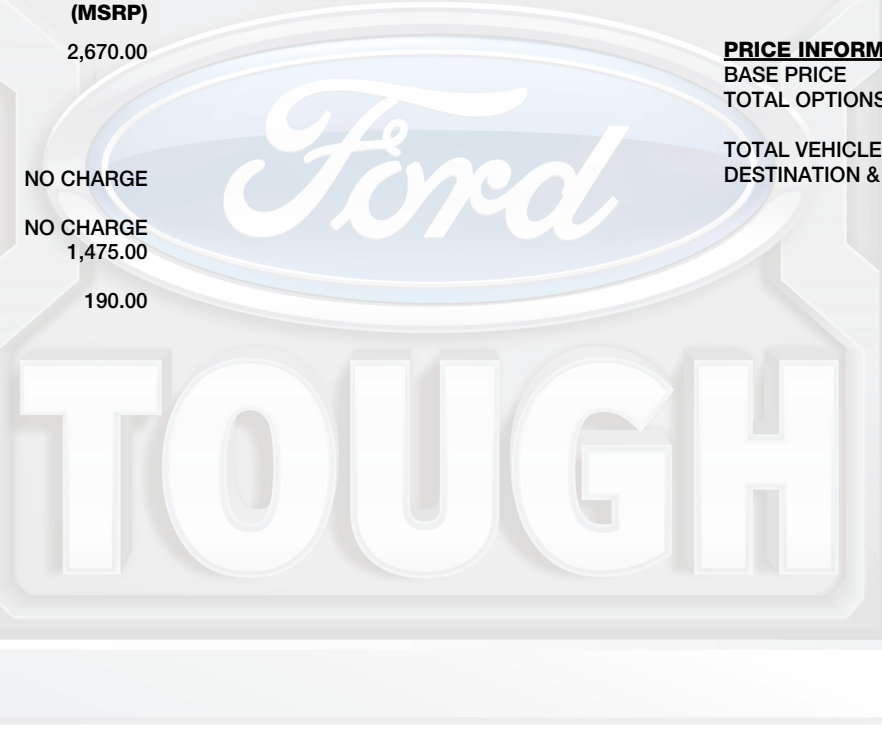 (MSRP)
2,670.00
NO CHARGE
NO CHARGE
1,475.00
190.00
PRICE INFORM
BASE PRICE
TOTAL OPTIONS
TOTAL VEHICLE
DESTINATION &
Ford
TOUGH